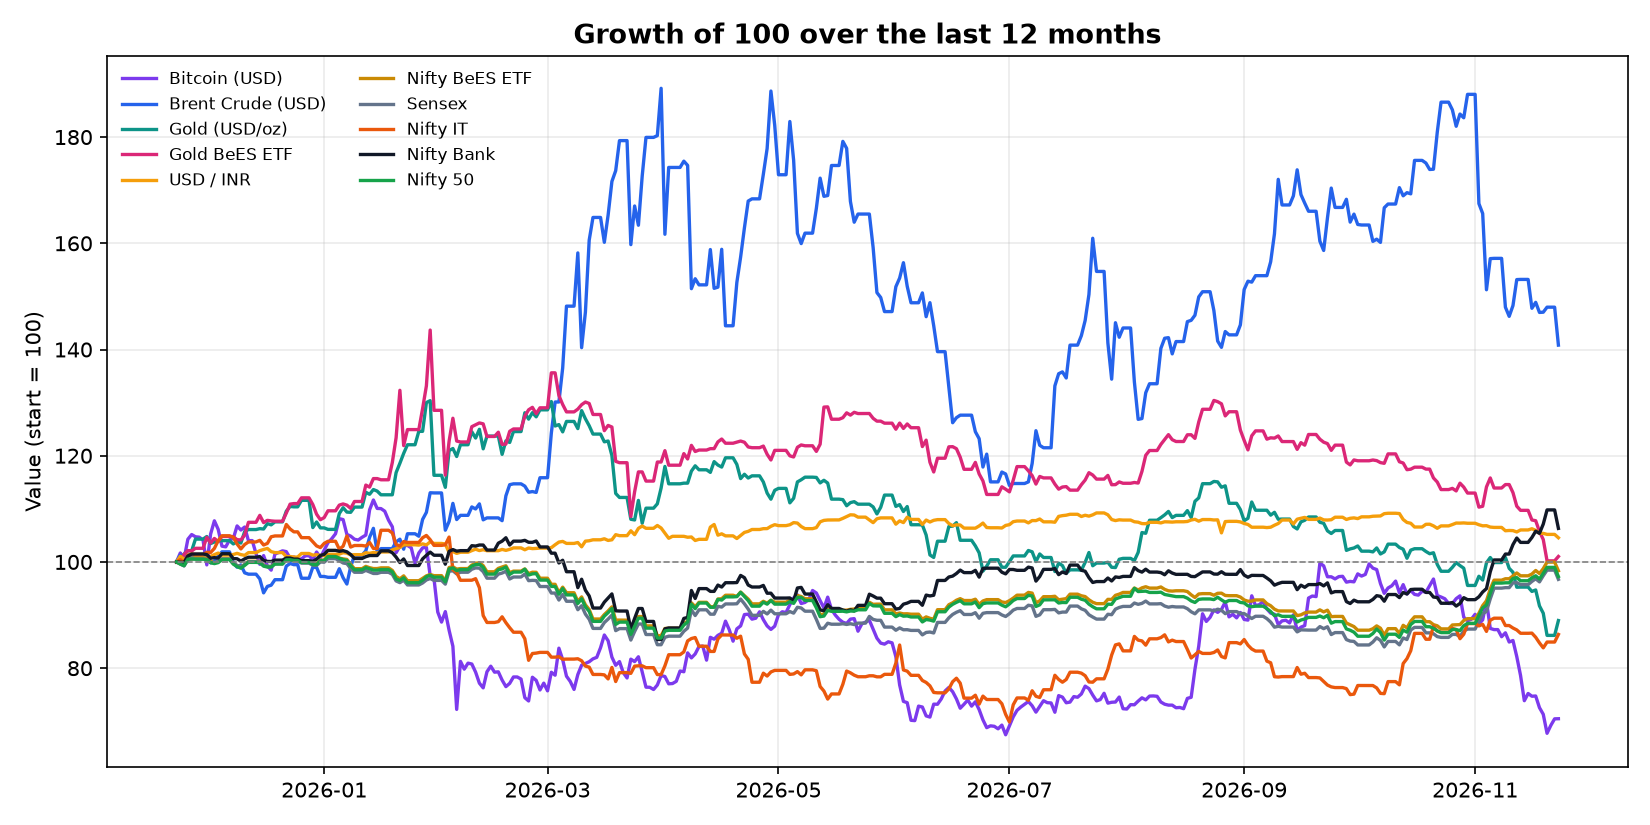 Growth of 100 over the last 12 months
Bitcoin (USD)
Brent Crude (USD)
Gold (USD/oz)
Gold BeES ETF
USD / INR
Nifty BeES ETF
Sensex
Nifty IT
Nifty Bank
Nifty 50
Value (start = 100)
180
160
140
120
100
80
2026-01
2026-03
2026-05
2026-07
2026-09
2026-11